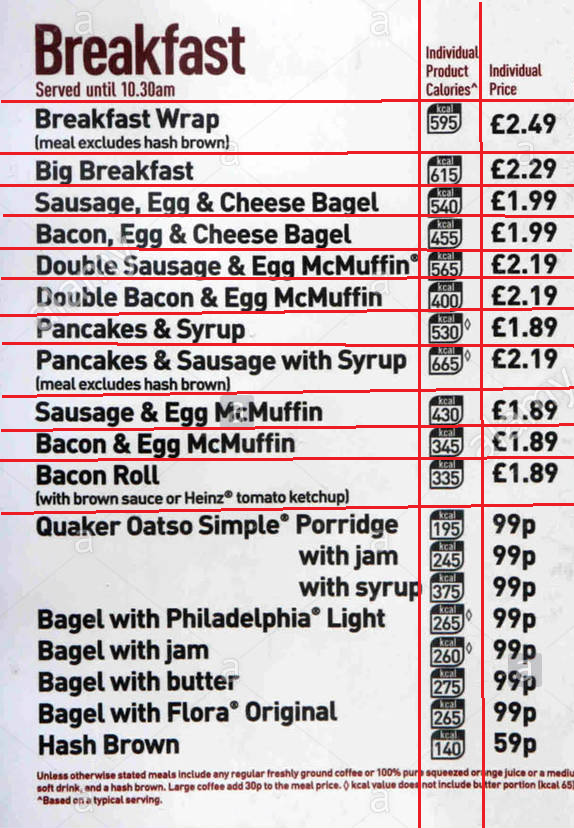 Breakfast
Served until 10.30am
Individual Product Calories^
Individual Price
Breakfast Wrap kcal 595 £2.49
(meal excludes hash brown)
Big Breakfast kcal 615 £2.29
Sausage, Egg & Cheese Bagel kcal 540 £1.99
Bacon, Egg & Cheese Bagel kcal 455 £1.99
Double Sausage & Egg McMuffin® kcal 565 £2.19
Double Bacon & Egg McMuffin kcal 400 £2.19
Pancakes & Syrup kcal 530◊ £1.89
Pancakes & Sausage with Syrup kcal 665◊ £2.19
(meal excludes hash brown)
Sausage & Egg McMuffin kcal 430 £1.89
Bacon & Egg McMuffin kcal 345 £1.89
Bacon Roll kcal 335 £1.89
(with brown sauce or Heinz® tomato ketchup)
Quaker Oatso Simple® Porridge kcal 195 99p
with jam kcal 245 99p
with syrup kcal 375 99p
Bagel with Philadelphia® Light kcal 265◊ 99p
Bagel with jam kcal 260◊ 99p
Bagel with butter kcal 275 99p
Bagel with Flora® Original kcal 265 99p
Hash Brown kcal 140 59p
Unless otherwise stated meals include any regular freshly ground coffee or 100% pure squeezed orange juice or a mediu
soft drink, and a hash brown. Large coffee add 30p to the meal price. ◊ kcal value does not include butter portion (kcal 65)
^Based on a typical serving.
alamy